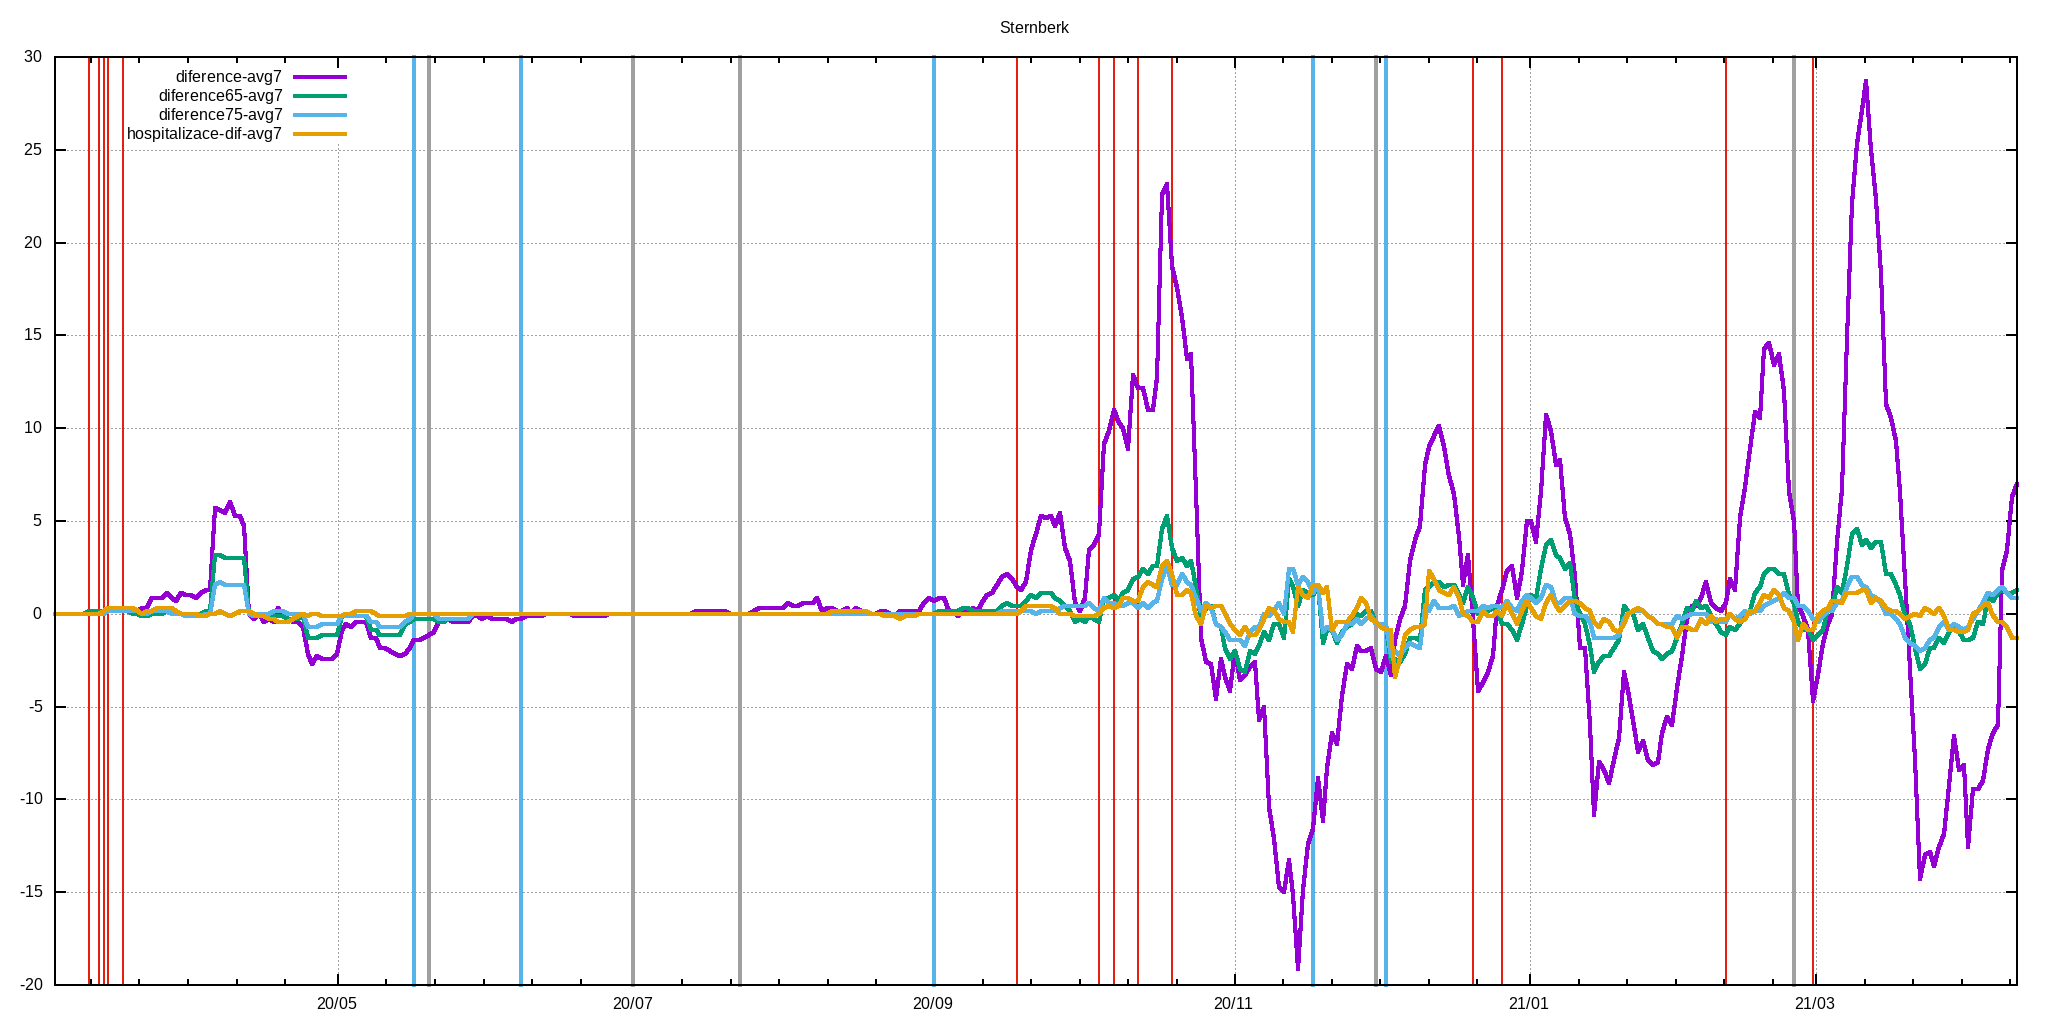 Sternberk
30
diference-avg7
diference65-avg7
diference75-avg7
hospitalizace-dif-avg7
25
20
15
10
5
0
-5
-10
-15
-20
20/05 20/07 20/09 20/11 21/01 21/03